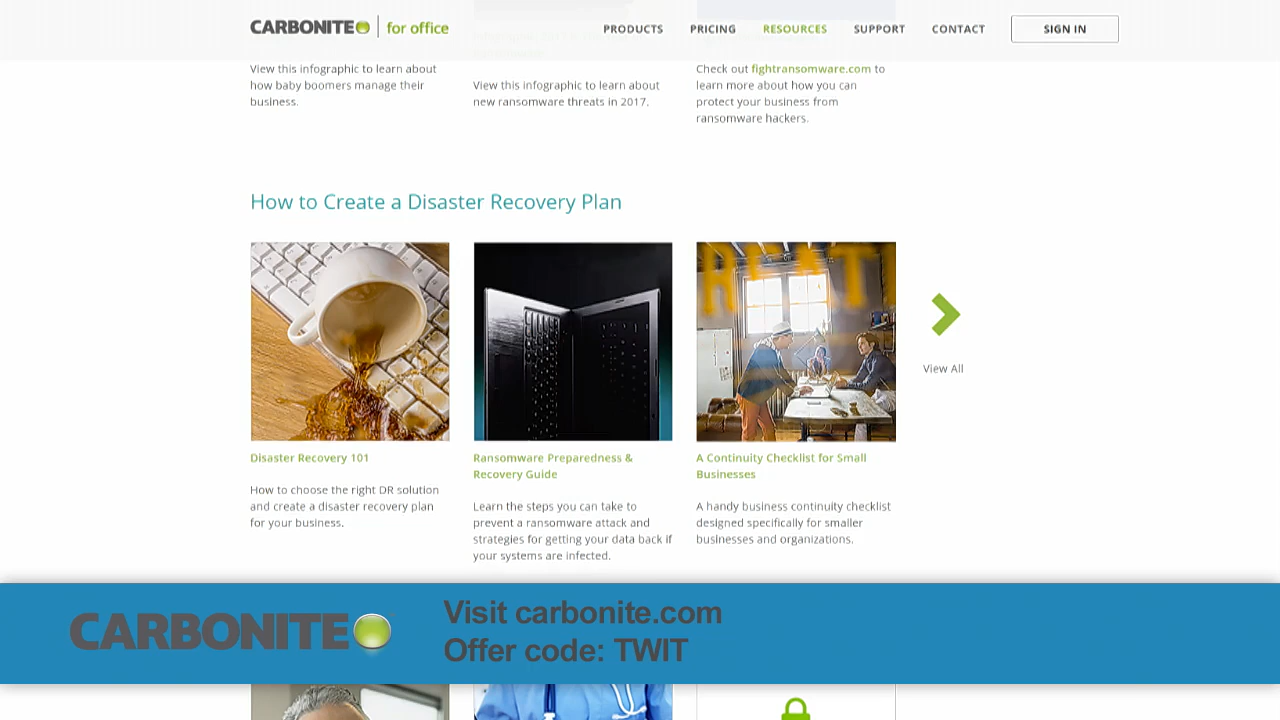 CARBONITE for office
PRODUCTS PRICING RESOURCES SUPPORT CONTACT SIGN IN
View this infographic to learn about
how baby boomers manage their
business.
View this infographic to learn about
new ransomware threats in 2017.
Check out fightransomware.com to
learn more about how you can
protect your business from
ransomware hackers.
How to Create a Disaster Recovery Plan
View All
Disaster Recovery 101
How to choose the right DR solution
and create a disaster recovery plan
for your business.
Ransomware Preparedness &
Recovery Guide
Learn the steps you can take to
prevent a ransomware attack and
strategies for getting your data back if
your systems are infected.
A Continuity Checklist for Small
Businesses
A handy business continuity checklist
designed specifically for smaller
businesses and organizations.
CARBONITE
Visit carbonite.com
Offer code: TWIT